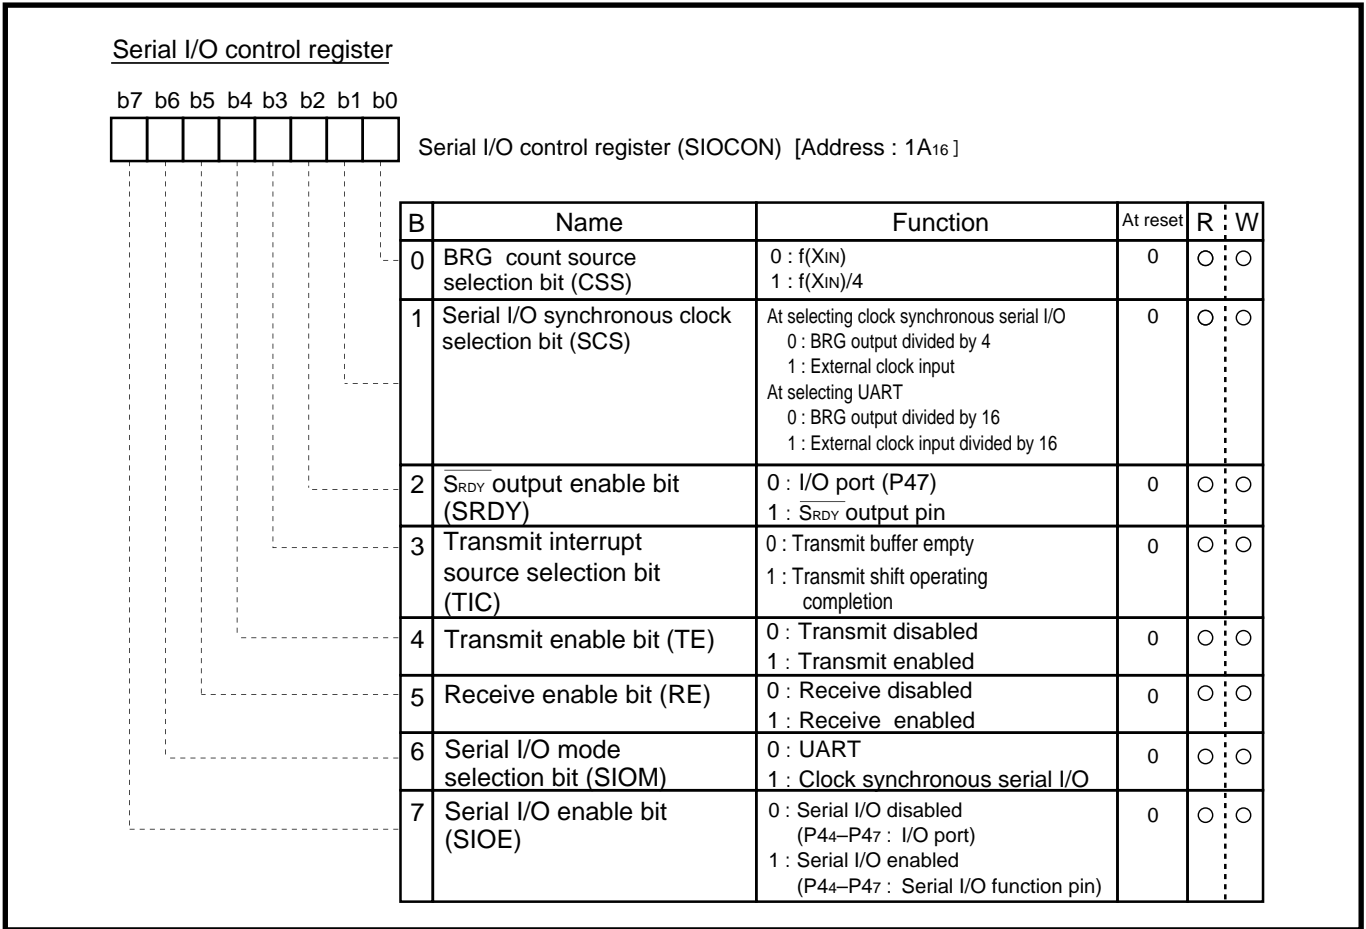 Serial I/O control register
b7 b6 b5 b4 b3 b2 b1 b0
Serial I/O control register (SIOCON) [Address : 1A16 ]
B Name Function At reset R W
0 BRG count source selection bit (CSS) 0 : f(XIN) 0 ○ ○
1 : f(XIN)/4
1 Serial I/O synchronous clock selection bit (SCS) At selecting clock synchronous serial I/O 0 ○ ○
0 : BRG output divided by 4
1 : External clock input
At selecting UART
0 : BRG output divided by 16
1 : External clock input divided by 16
2 SRDY output enable bit (SRDY) 0 : I/O port (P47) 0 ○ ○
1 : SRDY output pin
3 Transmit interrupt source selection bit (TIC) 0 : Transmit buffer empty 0 ○ ○
1 : Transmit shift operating
completion
4 Transmit enable bit (TE) 0 : Transmit disabled 0 ○ ○
1 : Transmit enabled
5 Receive enable bit (RE) 0 : Receive disabled 0 ○ ○
1 : Receive enabled
6 Serial I/O mode selection bit (SIOM) 0 : UART 0 ○ ○
1 : Clock synchronous serial I/O
7 Serial I/O enable bit (SIOE) 0 : Serial I/O disabled 0 ○ ○
(P44–P47 : I/O port)
1 : Serial I/O enabled
(P44–P47 : Serial I/O function pin)